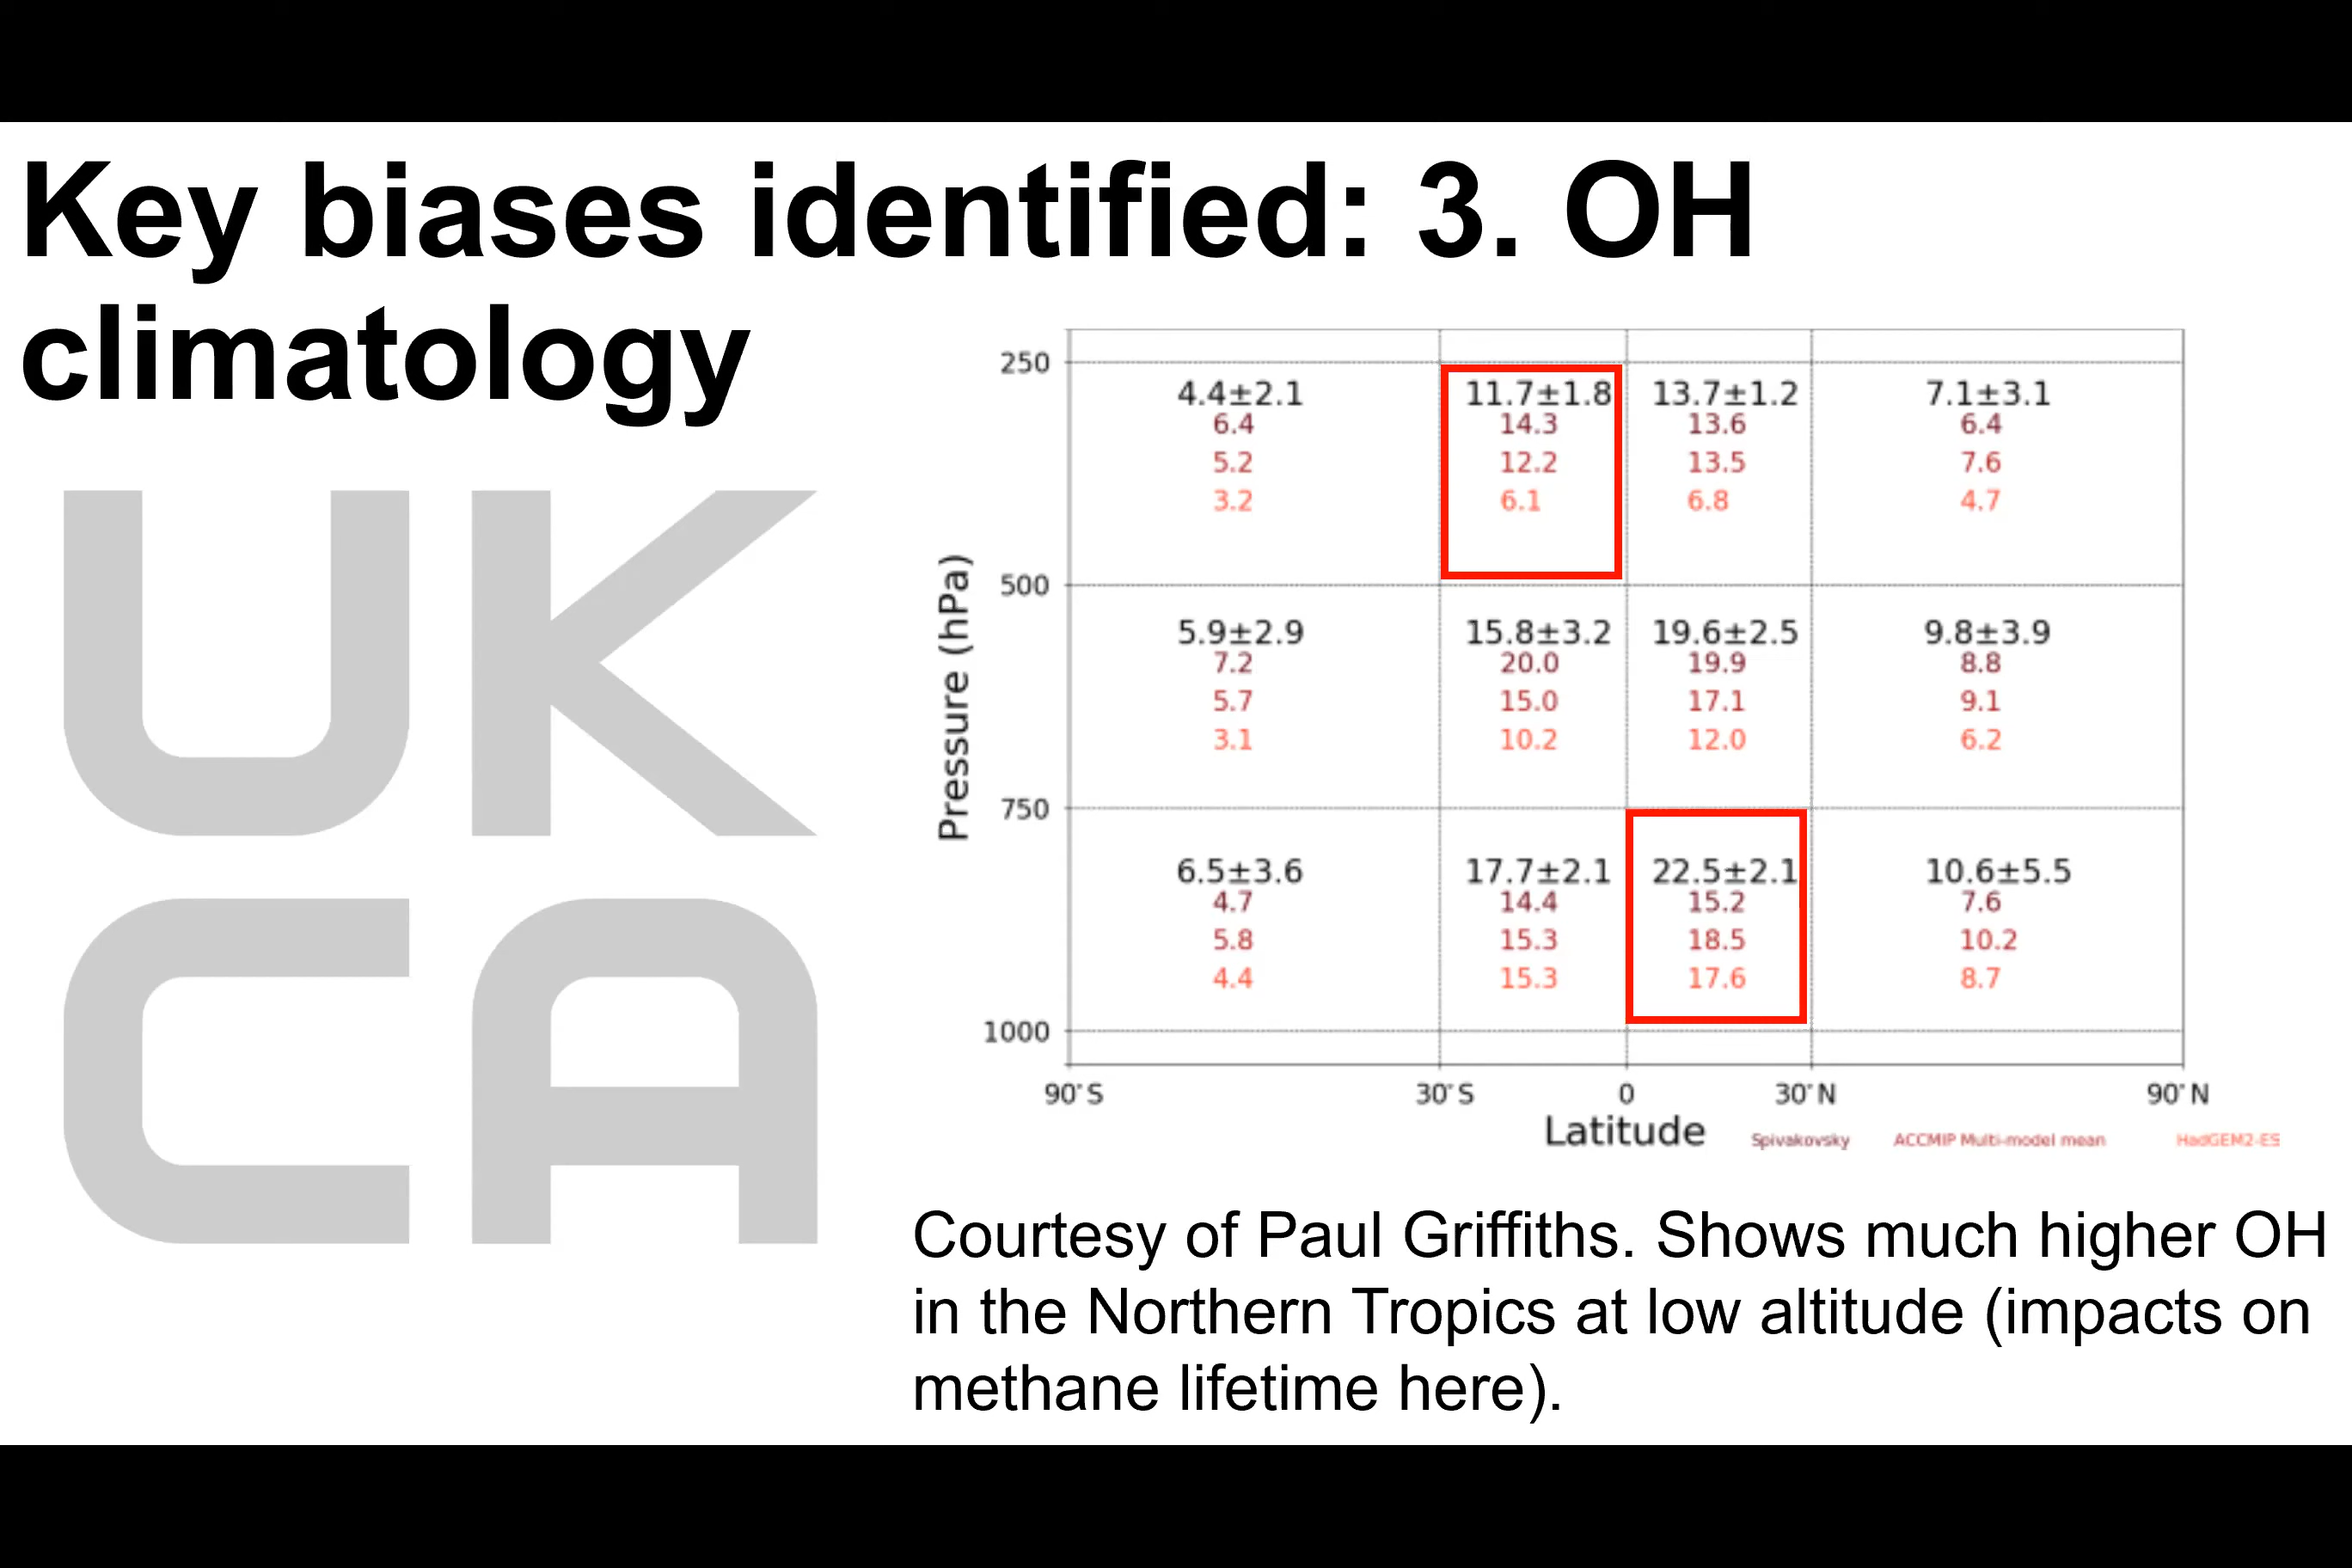 Key biases identified: 3. OH
climatology
UK
CA
Pressure (hPa)
250
4.4±2.1 11.7±1.8 13.7±1.2 7.1±3.1
6.4 14.3 13.6 6.4
5.2 12.2 13.5 7.6
3.2 6.1 6.8 4.7
500
5.9±2.9 15.8±3.2 19.6±2.5 9.8±3.9
7.2 20.0 19.9 8.8
5.7 15.0 17.1 9.1
3.1 10.2 12.0 6.2
750
6.5±3.6 17.7±2.1 22.5±2.1 10.6±5.5
4.7 14.4 15.2 7.6
5.8 15.3 18.5 10.2
4.4 15.3 17.6 8.7
1000
90°S 30°S 0 30°N 90°N
Latitude
Spivakovsky ACCMIP Multi-model mean HadGEM2-ES
Courtesy of Paul Griffiths. Shows much higher OH
in the Northern Tropics at low altitude (impacts on
methane lifetime here).